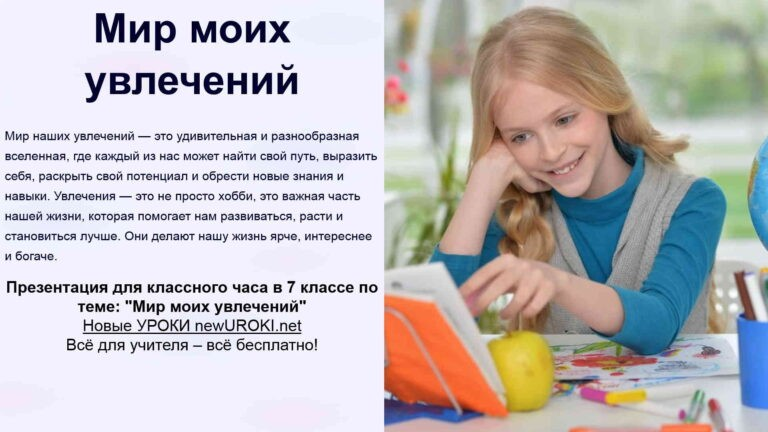 Мир моих
увлечений
Мир наших увлечений — это удивительная и разнообразная
вселенная, где каждый из нас может найти свой путь, выразить
себя, раскрыть свой потенциал и обрести новые знания и
навыки. Увлечения — это не просто хобби, это важная часть
нашей жизни, которая помогает нам развиваться, расти и
становиться лучше. Они делают нашу жизнь ярче, интереснее
и богаче.
Презентация для классного часа в 7 классе по
теме: "Мир моих увлечений"
Новые УРОКИ newUROKI.net
Всё для учителя – всё бесплатно!